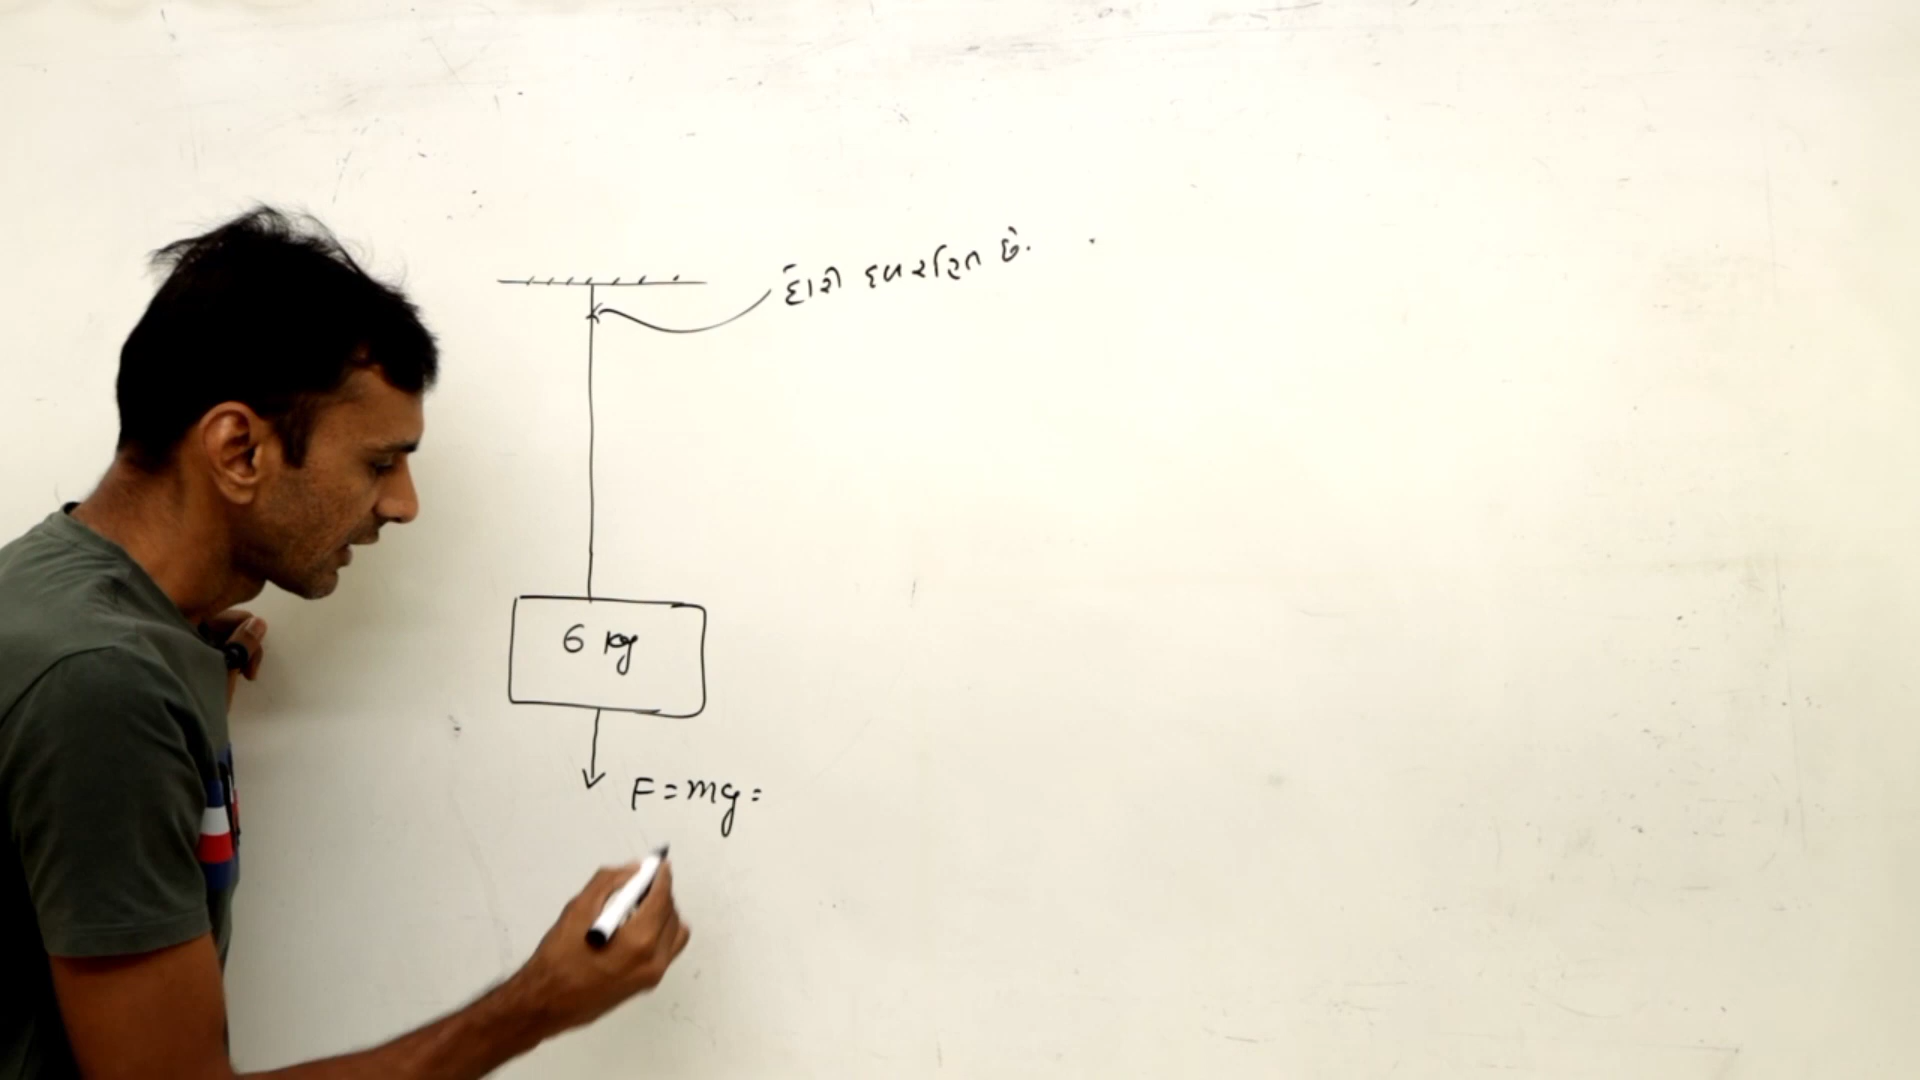 દોરી દળરહિત છે.
6 kg
F = mg =